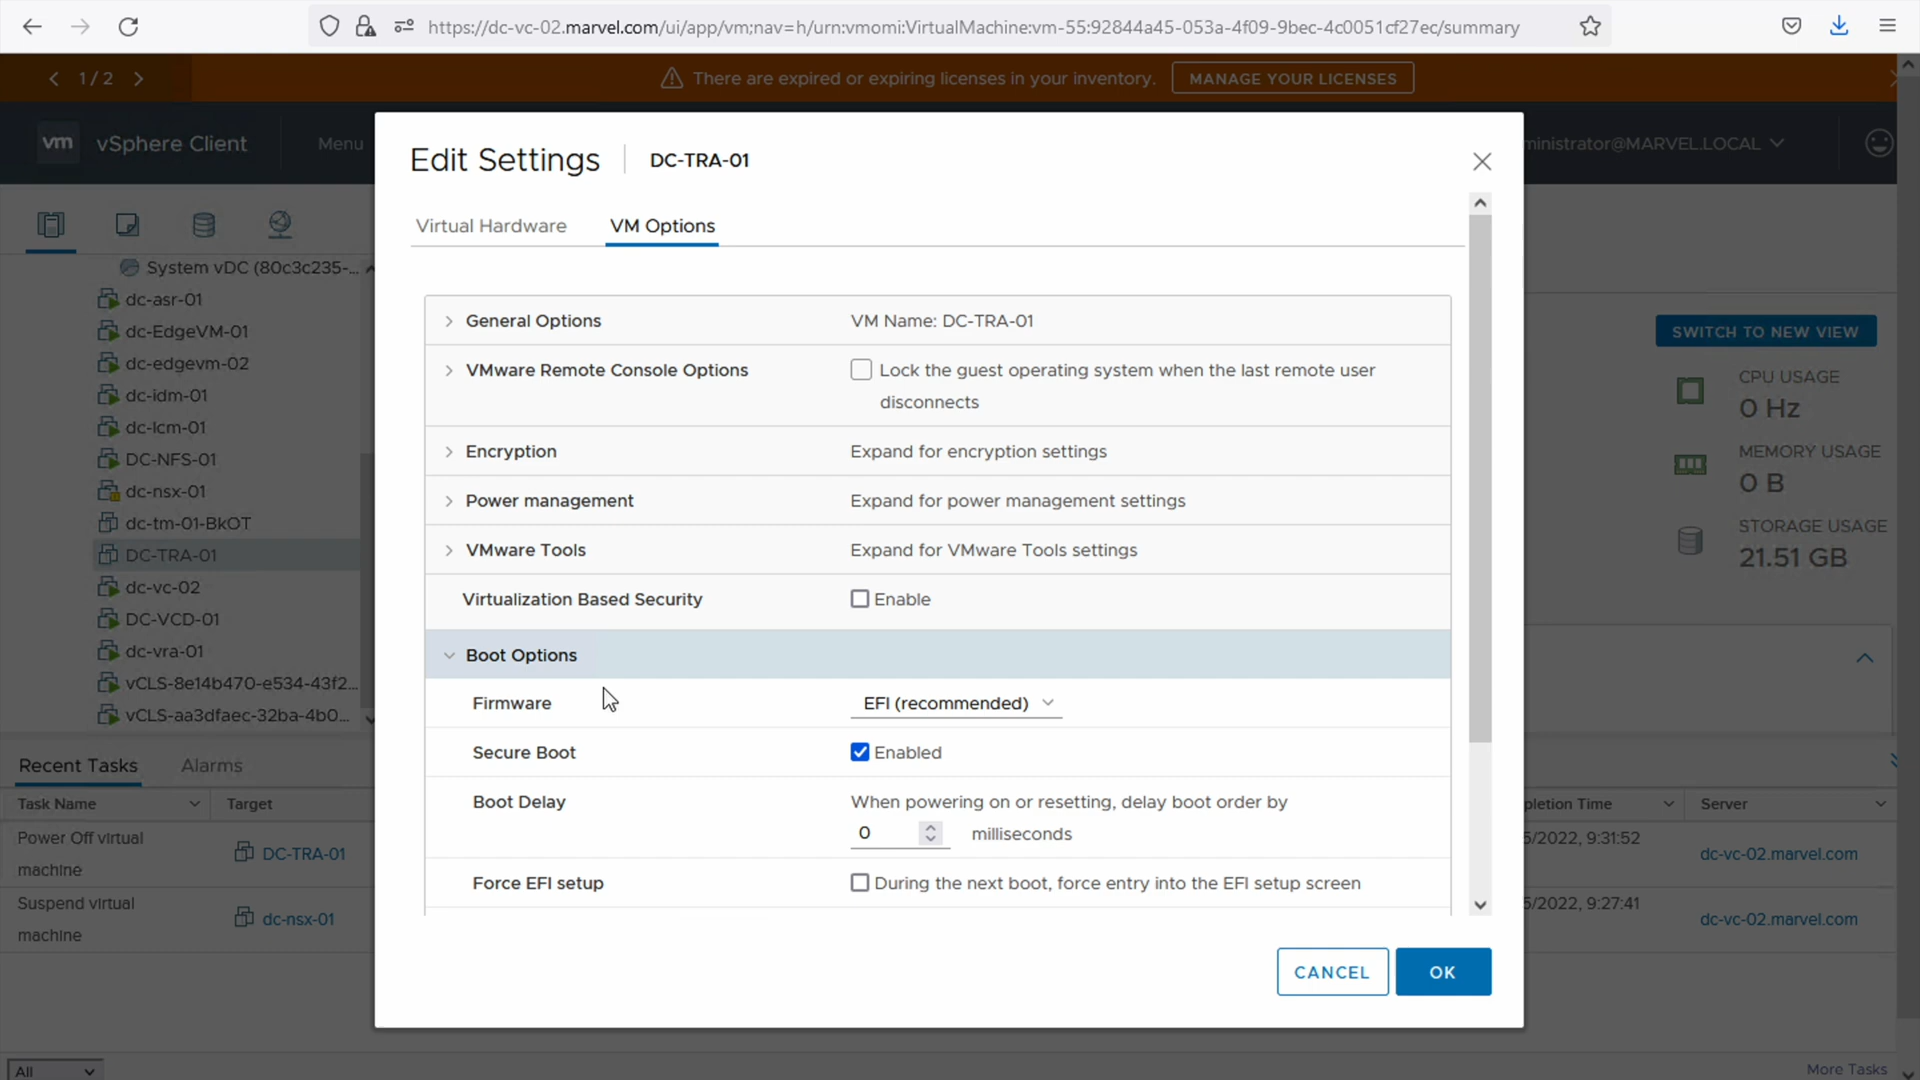 https://dc-vc-02.marvel.com/ui/app/vm;nav=h/urn:vmomi:VirtualMachine:vm-55:92844a45-053a-4f09-9bec-4c0051cf27ec/summary
1 / 2
There are expired or expiring licenses in your inventory.
MANAGE YOUR LICENSES
vm
vSphere Client
Menu
ministrator@MARVEL.LOCAL
Edit Settings
DC-TRA-01
Virtual Hardware
VM Options
System vDC (80c3c235-...
dc-asr-01
dc-EdgeVM-01
dc-edgevm-02
dc-idm-01
dc-lcm-01
DC-NFS-01
dc-nsx-01
dc-tm-01-BkOT
DC-TRA-01
dc-vc-02
DC-VCD-01
dc-vra-01
vCLS-8e14b470-e534-43f2...
vCLS-aa3dfaec-32ba-4b0...
General Options
VM Name: DC-TRA-01
VMware Remote Console Options
Lock the guest operating system when the last remote user
disconnects
Encryption
Expand for encryption settings
Power management
Expand for power management settings
VMware Tools
Expand for VMware Tools settings
Virtualization Based Security
Enable
Boot Options
Firmware
EFI (recommended)
Secure Boot
Enabled
Boot Delay
When powering on or resetting, delay boot order by
0
milliseconds
Force EFI setup
During the next boot, force entry into the EFI setup screen
CANCEL
OK
SWITCH TO NEW VIEW
CPU USAGE
0 Hz
MEMORY USAGE
0 B
STORAGE USAGE
21.51 GB
Recent Tasks
Alarms
Task Name
Target
pletion Time
Server
Power Off virtual
machine
DC-TRA-01
5/2022, 9:31:52
dc-vc-02.marvel.com
Suspend virtual
machine
dc-nsx-01
5/2022, 9:27:41
dc-vc-02.marvel.com
All
More Tasks